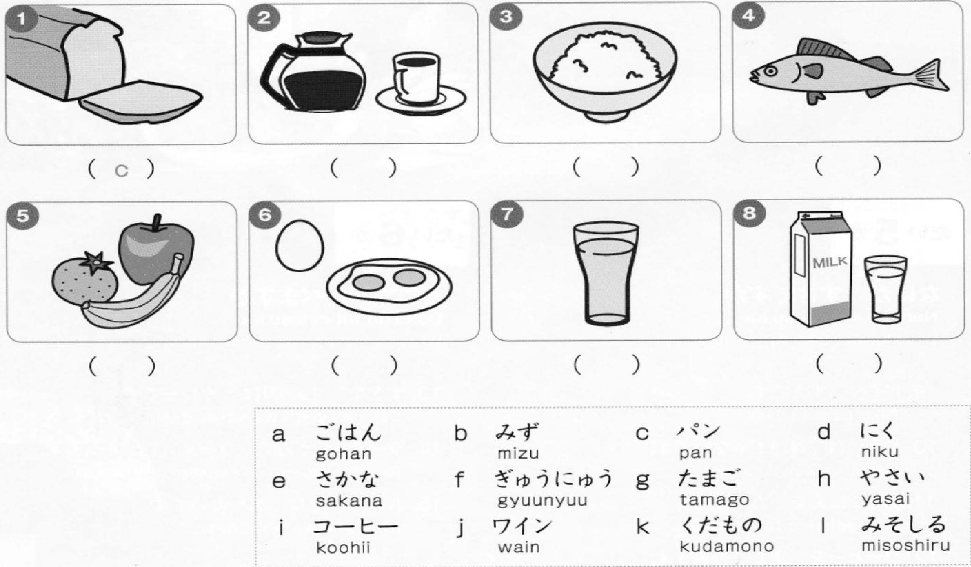 1 2 3 4
( c ) ( ) ( ) ( )
5 6 7 8
MILK
( ) ( ) ( ) ( )
a ごはん b みず c パン d にく
gohan mizu pan niku
e さかな f ぎゅうにゅう g たまご h やさい
sakana gyuunyuu tamago yasai
i コーヒー j ワイン k くだもの l みそしる
koohii wain kudamono misoshiru